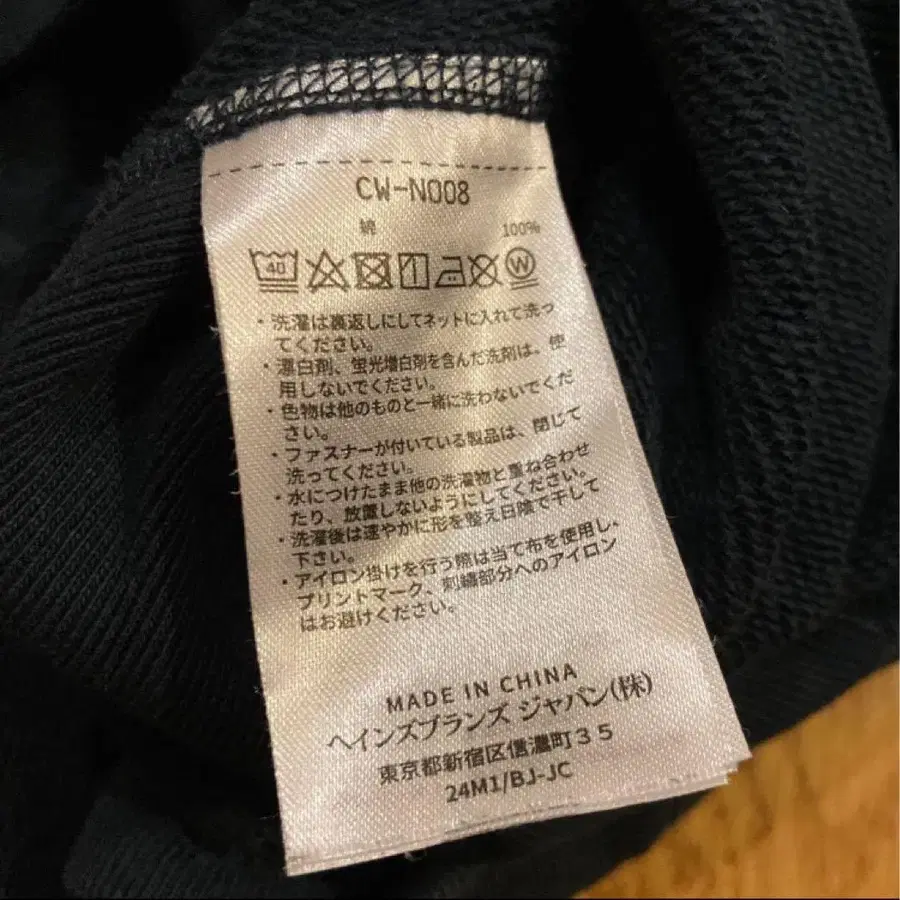 CW-N008
綿 100%
40 W
・洗濯は裏返しにしてネットに入れて洗っ
てください。
・漂白剤、蛍光増白剤を含んだ洗剤は、使
用しないでください。
・色物は他のものと一緒に洗わないでくだ
さい。
・ファスナーが付いている製品は、閉じて
洗ってください。
・水につけたまま他の洗濯物と重ね合わせ
たり、放置しないようにしてください。
・洗濯後は速やかに形を整え日陰で干して
下さい。
・アイロン掛けを行う際は当て布を使用し、
プリントマーク、刺繍部分へのアイロン
はお避けください。
MADE IN CHINA
ヘインズブランズ ジャパン(株)
東京都新宿区信濃町35
24M1/BJ-JC